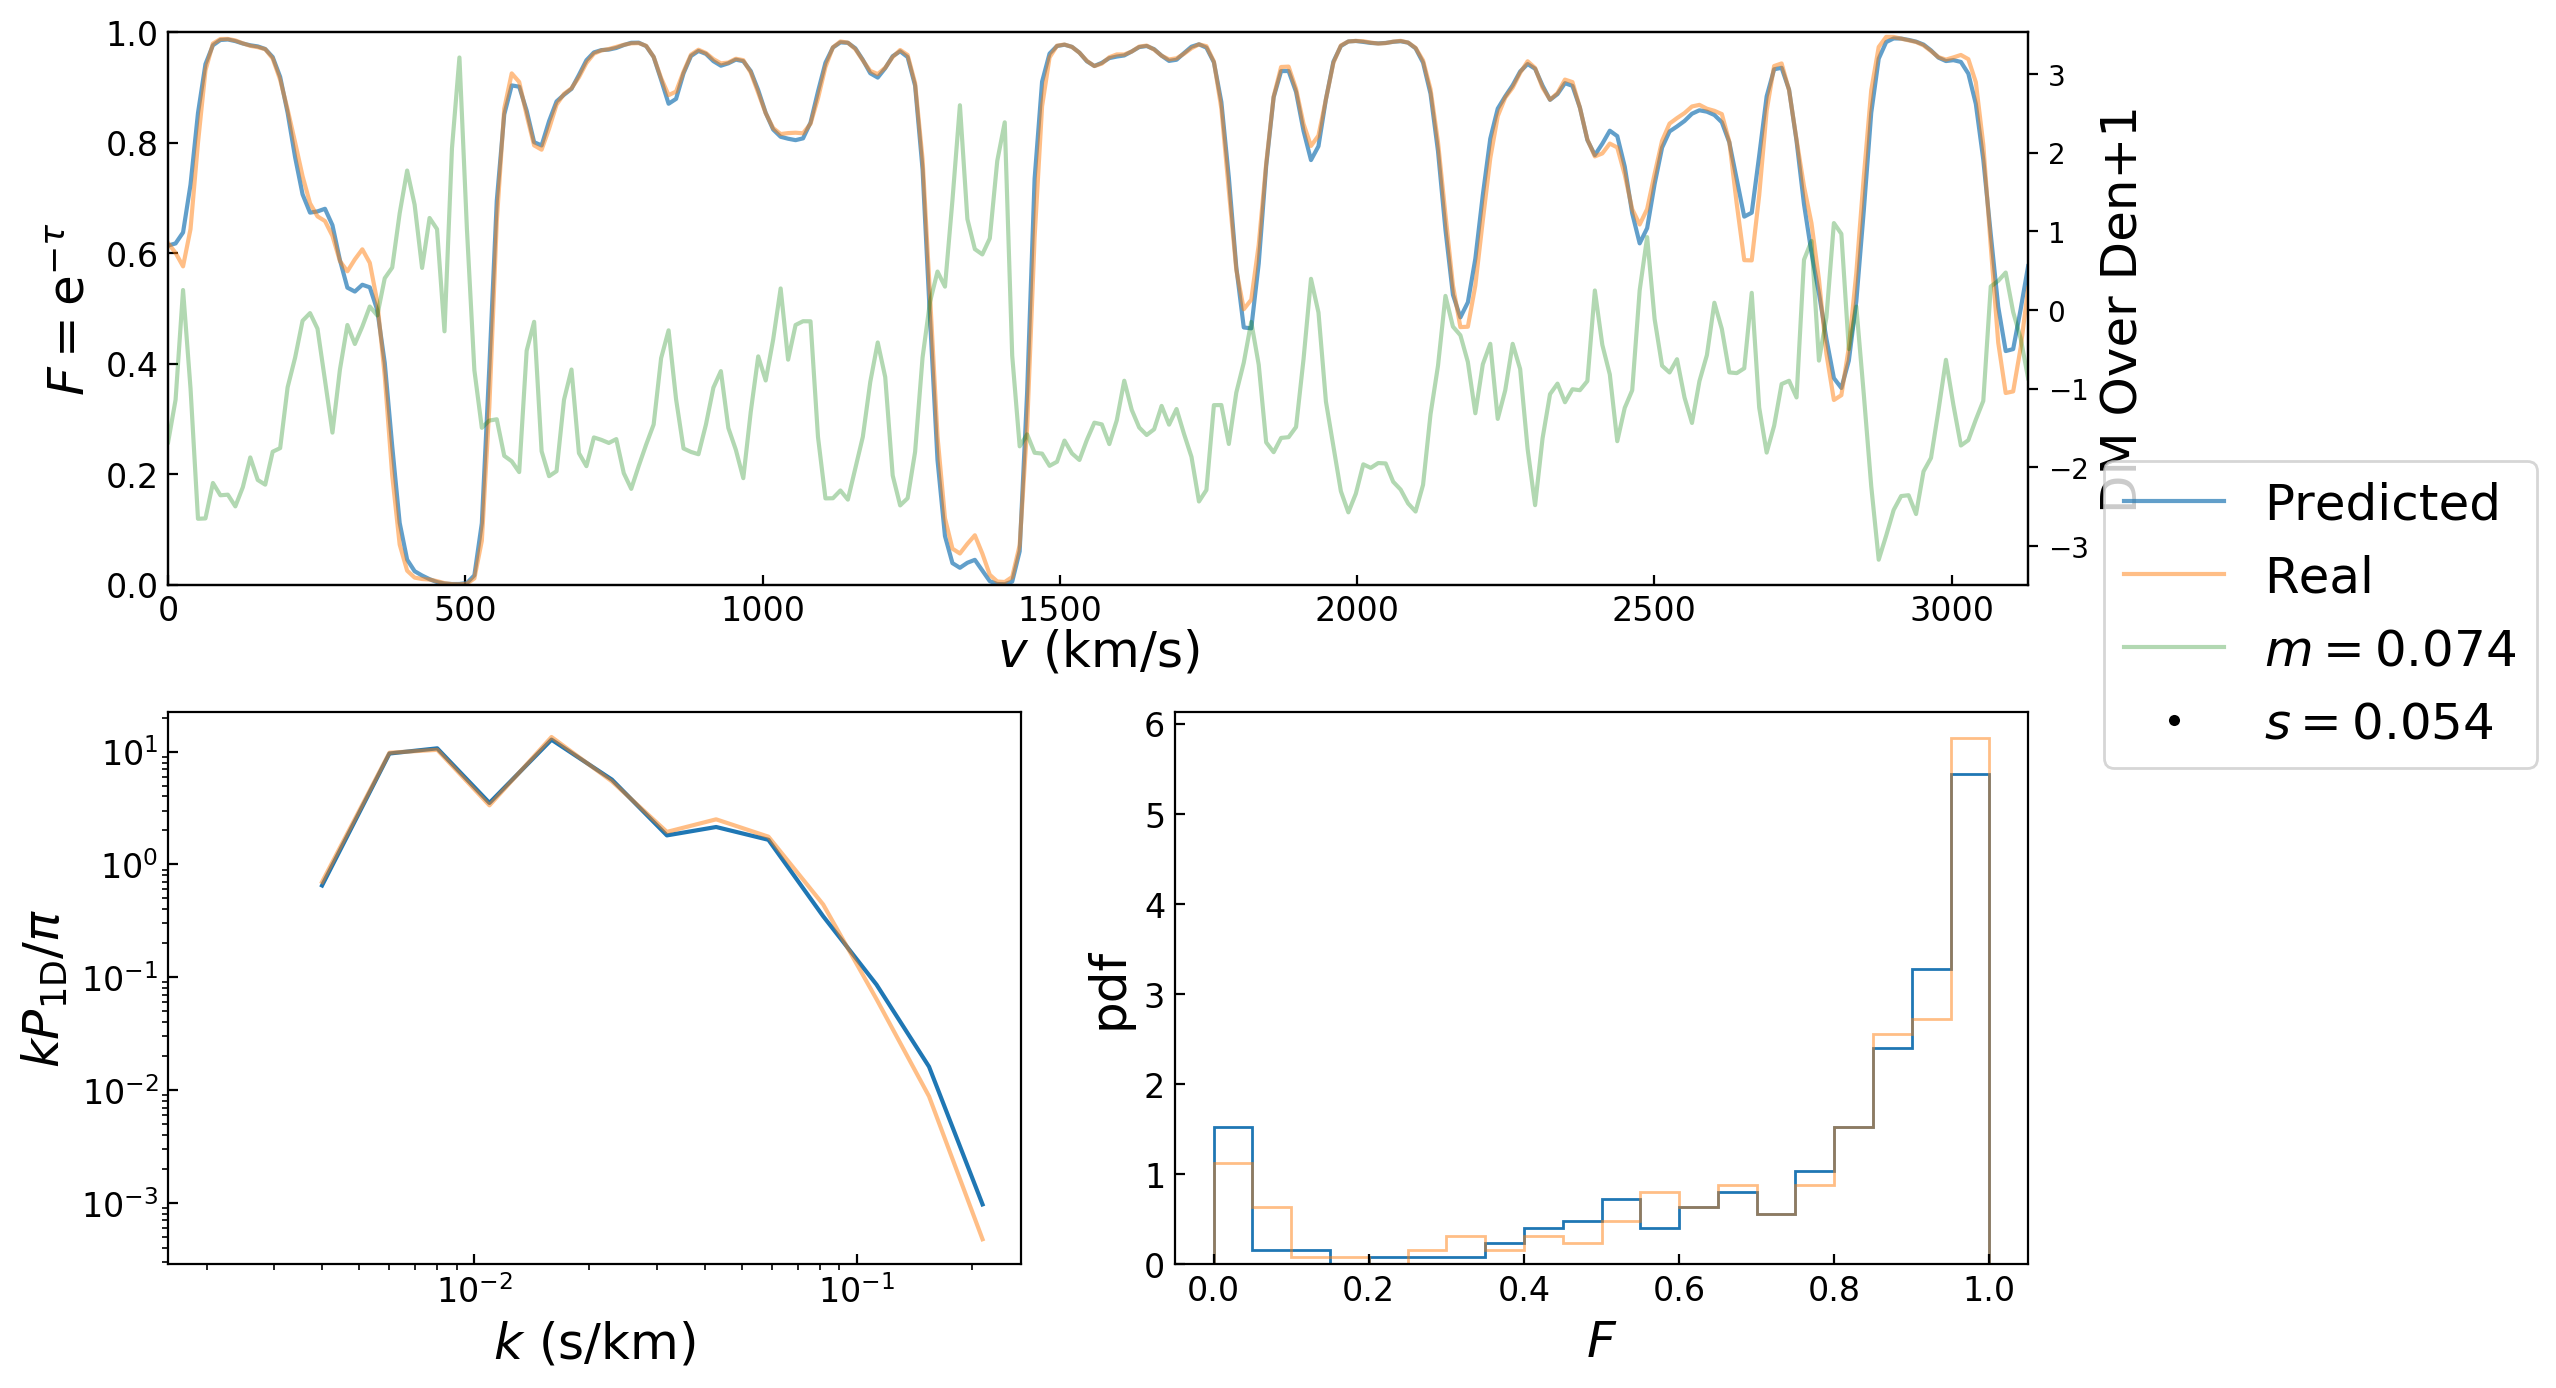 1.0
0.8
0.6
0.4
0.2
0.0
F = e^{−τ}
0 500 1000 1500 2000 2500 3000
v (km/s)
3
2
1
0
−1
−2
−3
DM Over Den+1
Predicted
Real
m = 0.074
s = 0.054
10^1
10^0
10^{−1}
10^{−2}
10^{−3}
kP_{1D}/π
10^{−2} 10^{−1}
k (s/km)
6
5
4
3
2
1
0
pdf
0.0 0.2 0.4 0.6 0.8 1.0
F